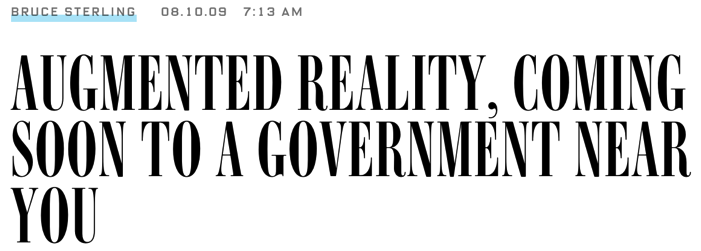 BRUCE STERLING 08.10.09 7:13 AM
AUGMENTED REALITY, COMING
SOON TO A GOVERNMENT NEAR
YOU